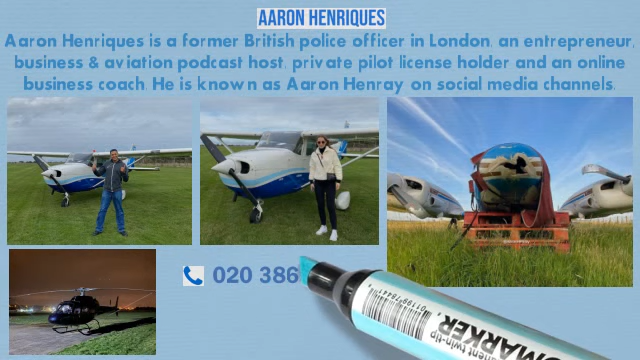 AARON HENRIQUES
Aaron Henriques is a former British police officer in London, an entrepreneur,
business & aviation podcast host, private pilot license holder and an online
business coach. He is known as Aaron Henray on social media channels.
020 386
twin-tip
MARKER